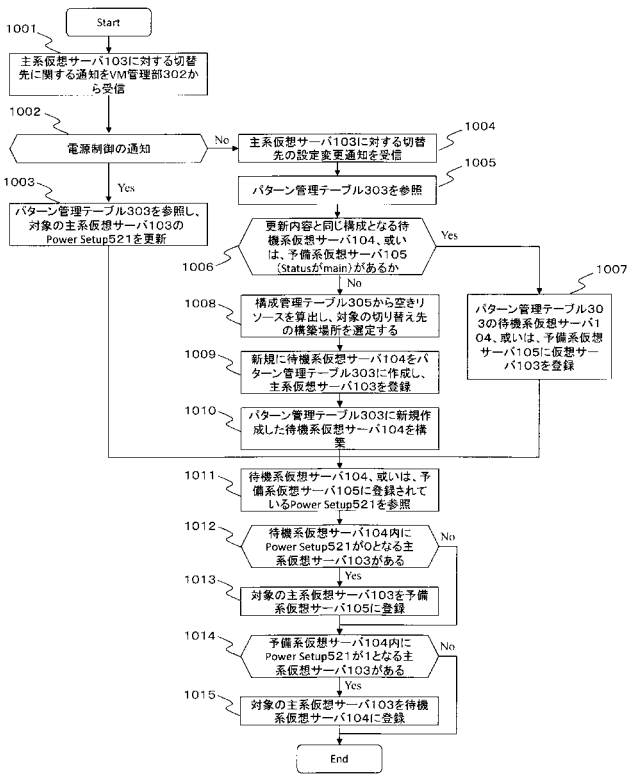 Start
1001
主系仮想サーバ103に対する切替
先に関する通知をVM管理部302か
ら受信
1002
電源制御の通知
No
Yes
1003
パターン管理テーブル303を参照し、
対象の主系仮想サーバ103の
Power Setup521を更新
1004
主系仮想サーバ103に対する切替
先の設定変更通知を受信
1005
パターン管理テーブル303を参照
1006
更新内容と同じ構成となる待
機系仮想サーバ104、或い
は、予備系仮想サーバ105
(Statusがmain)があるか
Yes
No
1007
パターン管理テーブル3
03の待機系仮想サーバ1
04、或いは、予備系仮想
サーバ105に仮想サー
バ103を登録
1008
構成管理テーブル305から空きリ
ソースを算出し、対象の切り替え先
の構築場所を選定する
1009
新規に待機系仮想サーバ104をパ
ターン管理テーブル303に作成し、
主系仮想サーバ103を登録
1010
パターン管理テーブル303に新規作
成した待機系仮想サーバ104を構
築
1011
待機系仮想サーバ104、或いは、予
備系仮想サーバ105に登録されて
いるPower Setup521を参照
1012
待機系仮想サーバ104内に
Power Setup521が0となる主
系仮想サーバ103がある
No
Yes
1013
対象の主系仮想サーバ103を予備
系仮想サーバ105に登録
1014
予備系仮想サーバ104内に
Power Setup521が1となる主
系仮想サーバ103がある
No
Yes
1015
対象の主系仮想サーバ103を待機
系仮想サーバ104に登録
End